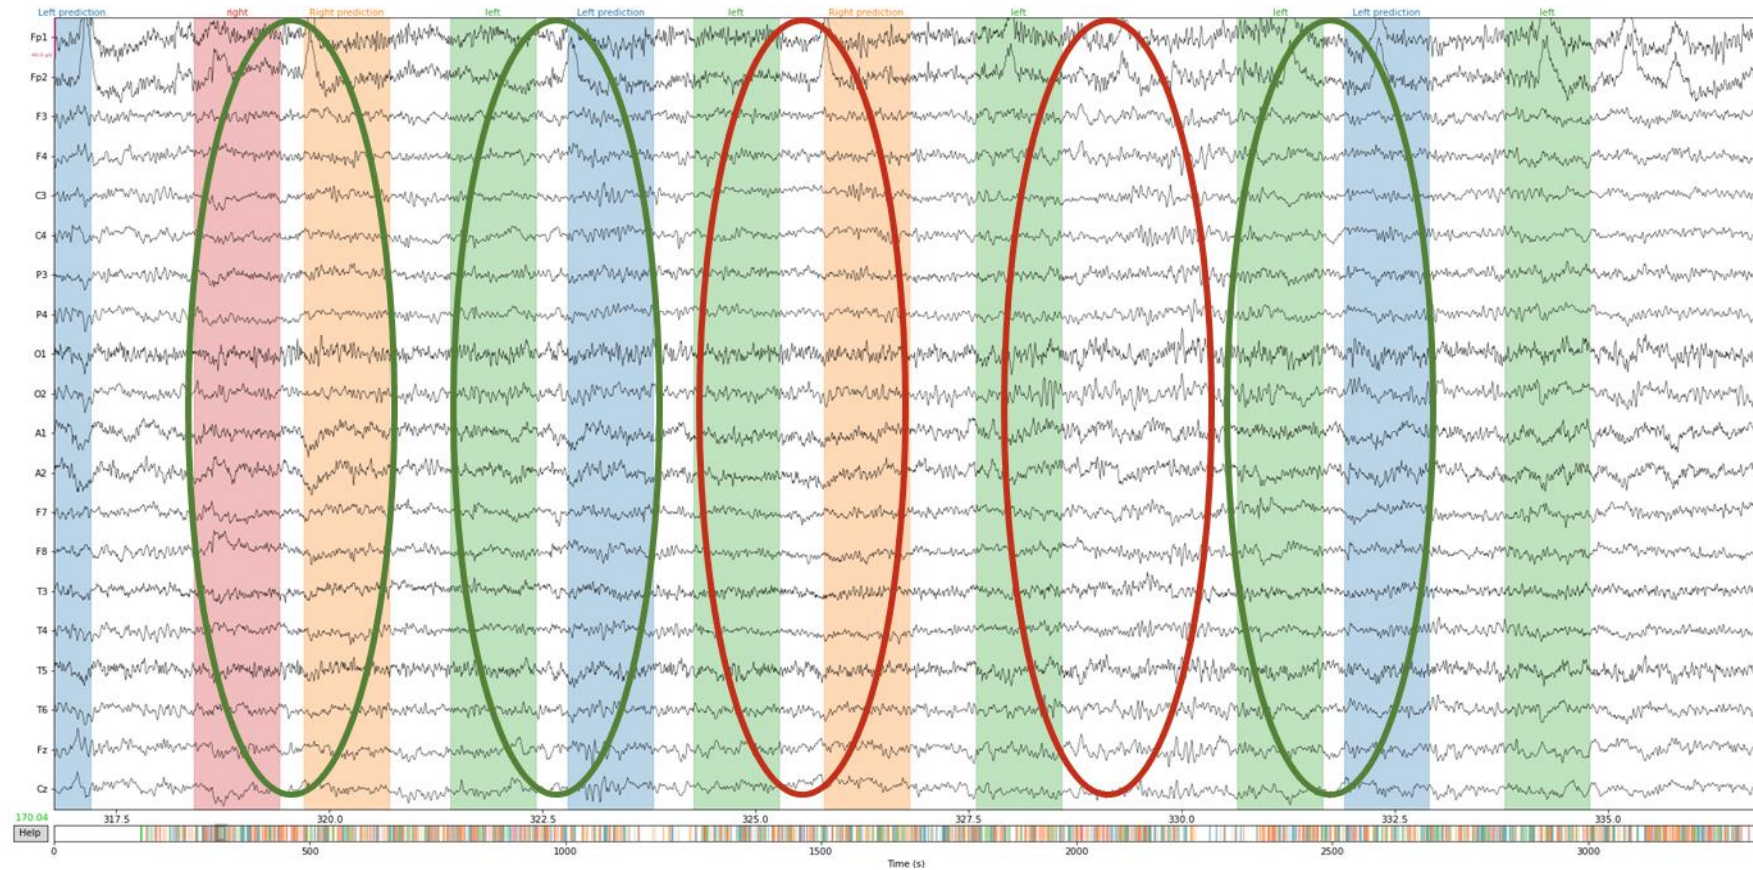 Left prediction right Right prediction left Left prediction left Right prediction left left Left prediction left
Fp1
Fp2
F3
F4
C3
C4
P3
P4
O1
O2
A1
A2
F7
F8
T3
T4
T5
T6
Fz
Cz
317.5 320.0 322.5 325.0 327.5 330.0 332.5 335.0
170.04
Help
0 500 1000 1500 2000 2500 3000
Time (s)